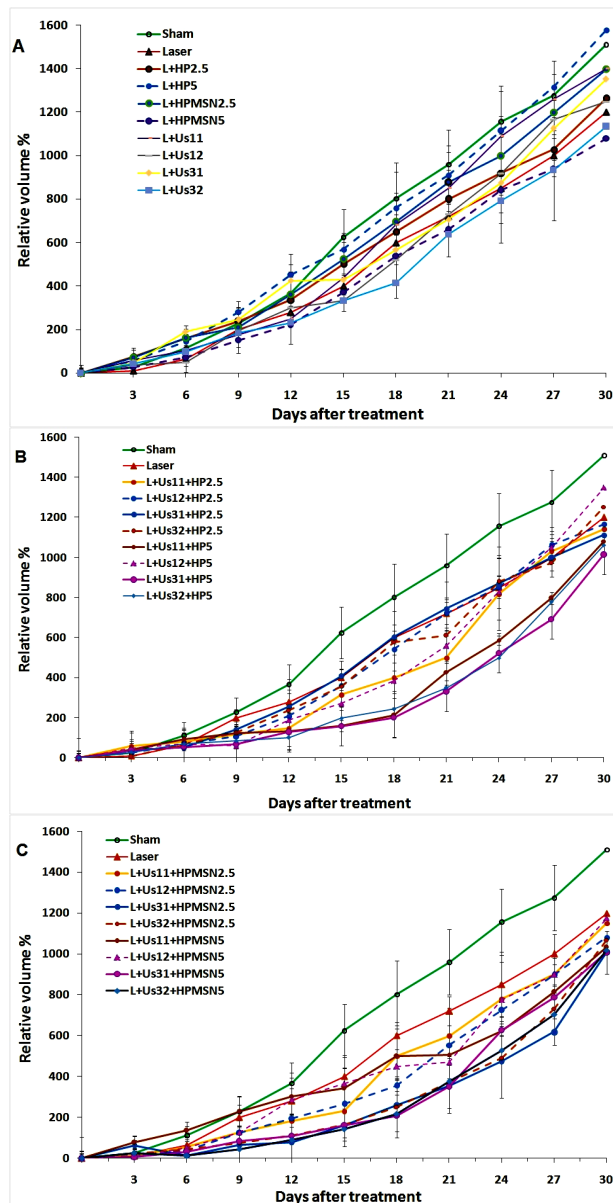 A
Relative volume %
1600
1400
1200
1000
800
600
400
200
0
Sham
Laser
L+HP2.5
L+HP5
L+HPMSN2.5
L+HPMSN5
L+Us11
L+Us12
L+Us31
L+Us32
3 6 9 12 15 18 21 24 27 30
Days after treatment
B
Relative volume %
1600
1400
1200
1000
800
600
400
200
0
Sham
Laser
L+Us11+HP2.5
L+Us12+HP2.5
L+Us31+HP2.5
L+Us32+HP2.5
L+Us11+HP5
L+Us12+HP5
L+Us31+HP5
L+Us32+HP5
3 6 9 12 15 18 21 24 27 30
Days after treatment
C
Relative volume %
1600
1400
1200
1000
800
600
400
200
0
Sham
Laser
L+Us11+HPMSN2.5
L+Us12+HPMSN2.5
L+Us31+HPMSN2.5
L+Us32+HPMSN2.5
L+Us11+HPMSN5
L+Us12+HPMSN5
L+Us31+HPMSN5
L+Us32+HPMSN5
3 6 9 12 15 18 21 24 27 30
Days after treatment